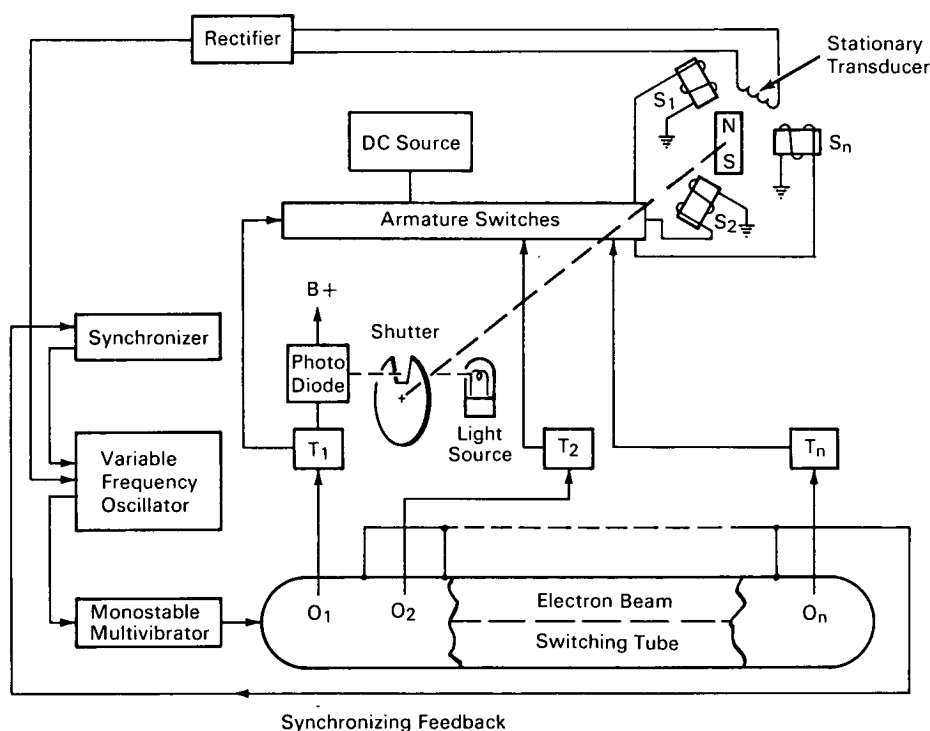 Rectifier
Stationary
Transducer
S1
N
S
Sn
DC Source
S2
Armature Switches
B+
Synchronizer
Shutter
Photo
Diode
Light
Source
T1
T2
Tn
Variable
Frequency
Oscillator
Monostable
Multivibrator
O1
O2
Electron Beam
Switching Tube
On
Synchronizing Feedback